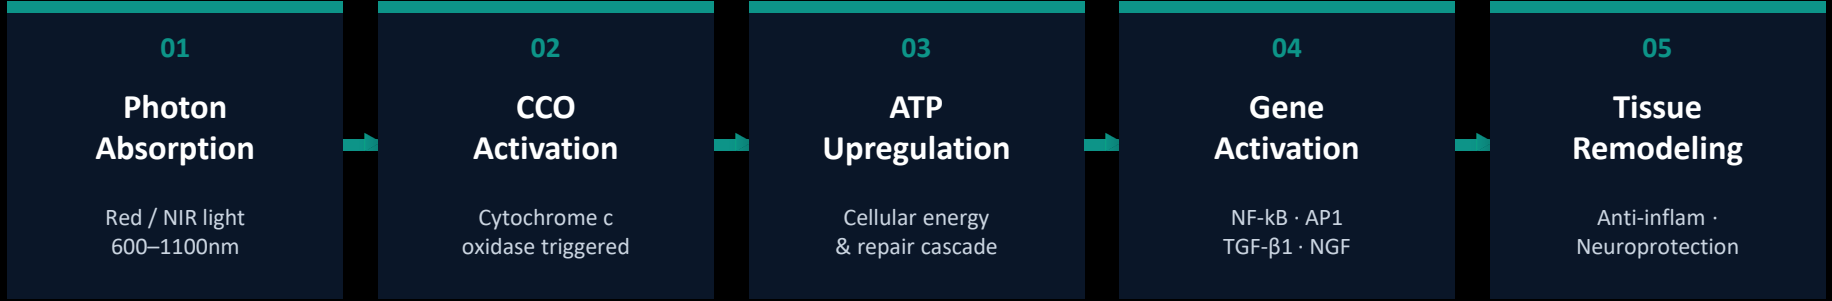 01
Photon
Absorption
Red / NIR light
600–1100nm
02
CCO
Activation
Cytochrome c
oxidase triggered
03
ATP
Upregulation
Cellular energy
& repair cascade
04
Gene
Activation
NF-kB · AP1
TGF-β1 · NGF
05
Tissue
Remodeling
Anti-inflam ·
Neuroprotection